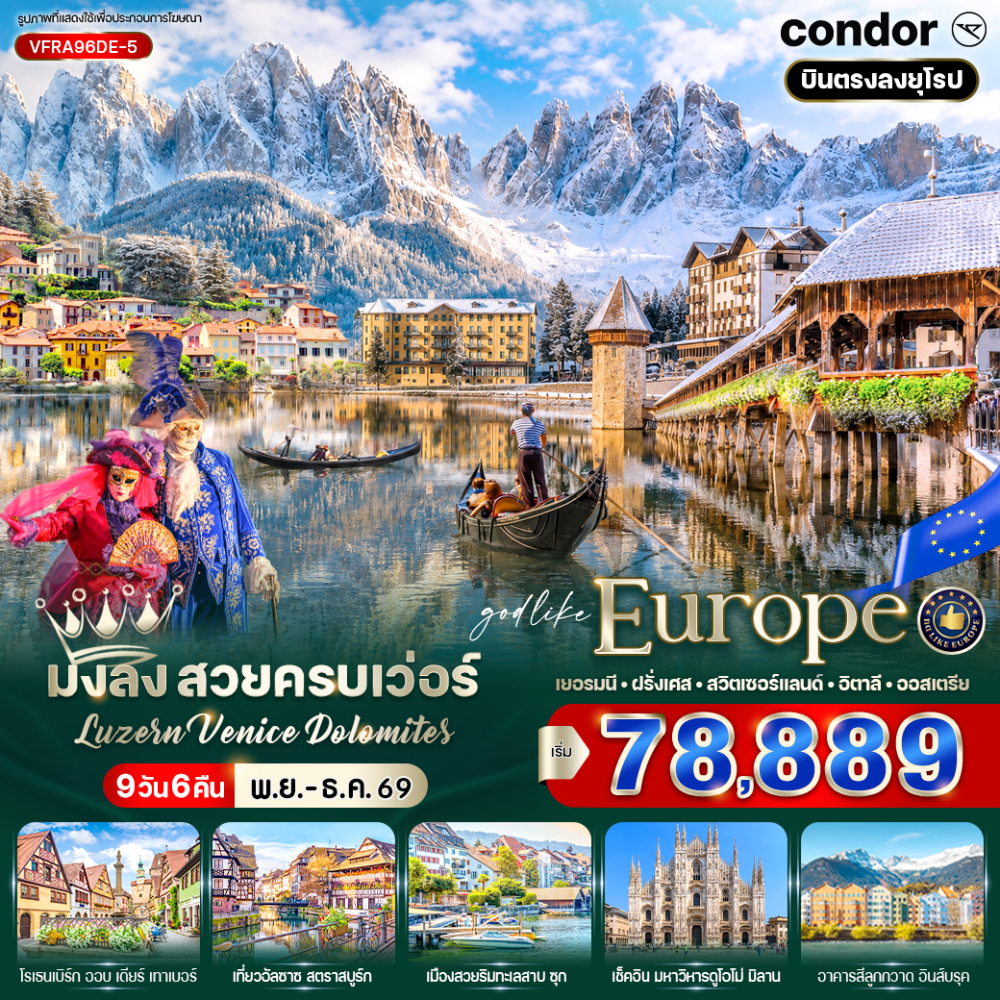 รูปภาพที่แสดงใช้เพื่อประกอบการโฆษณา
VFRA96DE-5
condor
บินตรงลงยุโรป
godlike Europe
BIG LIKE EUROPE
มงลง สวยครบเว่อร์
Luzern Venice Dolomites
9 วัน 6 คืน พ.ย. - ธ.ค. 69
เยอรมนี • ฝรั่งเศส • สวิตเซอร์แลนด์ • อิตาลี • ออสเตรีย
เริ่ม 78,889
โรเธนเบิร์ก ออบ เดียร์ เทาเบอร์
เที่ยวอัลซาซ สตราสบูร์ก
เมืองสวยริมทะเลสาบ ซุก
เช็คอิน มหาวิหารดูโอโม่ มิลาน
อาคารสีลูกกวาด อินส์บรุค